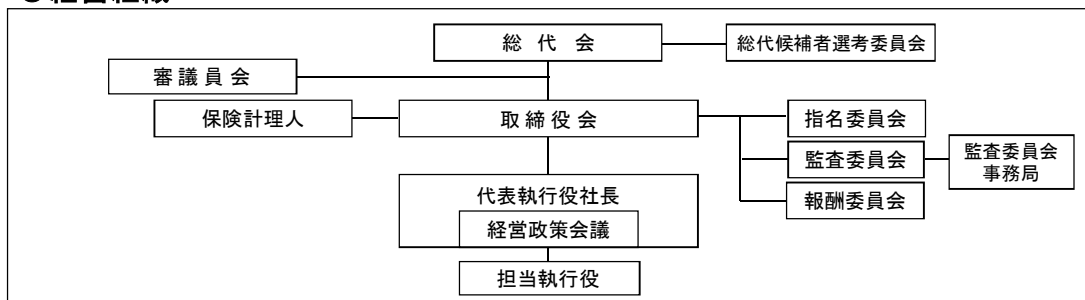 総代会
総代候補者選考委員会
審議員会
保険計理人
取締役会
指名委員会
監査委員会
監査委員会
事務局
報酬委員会
代表執行役社長
経営政策会議
担当執行役